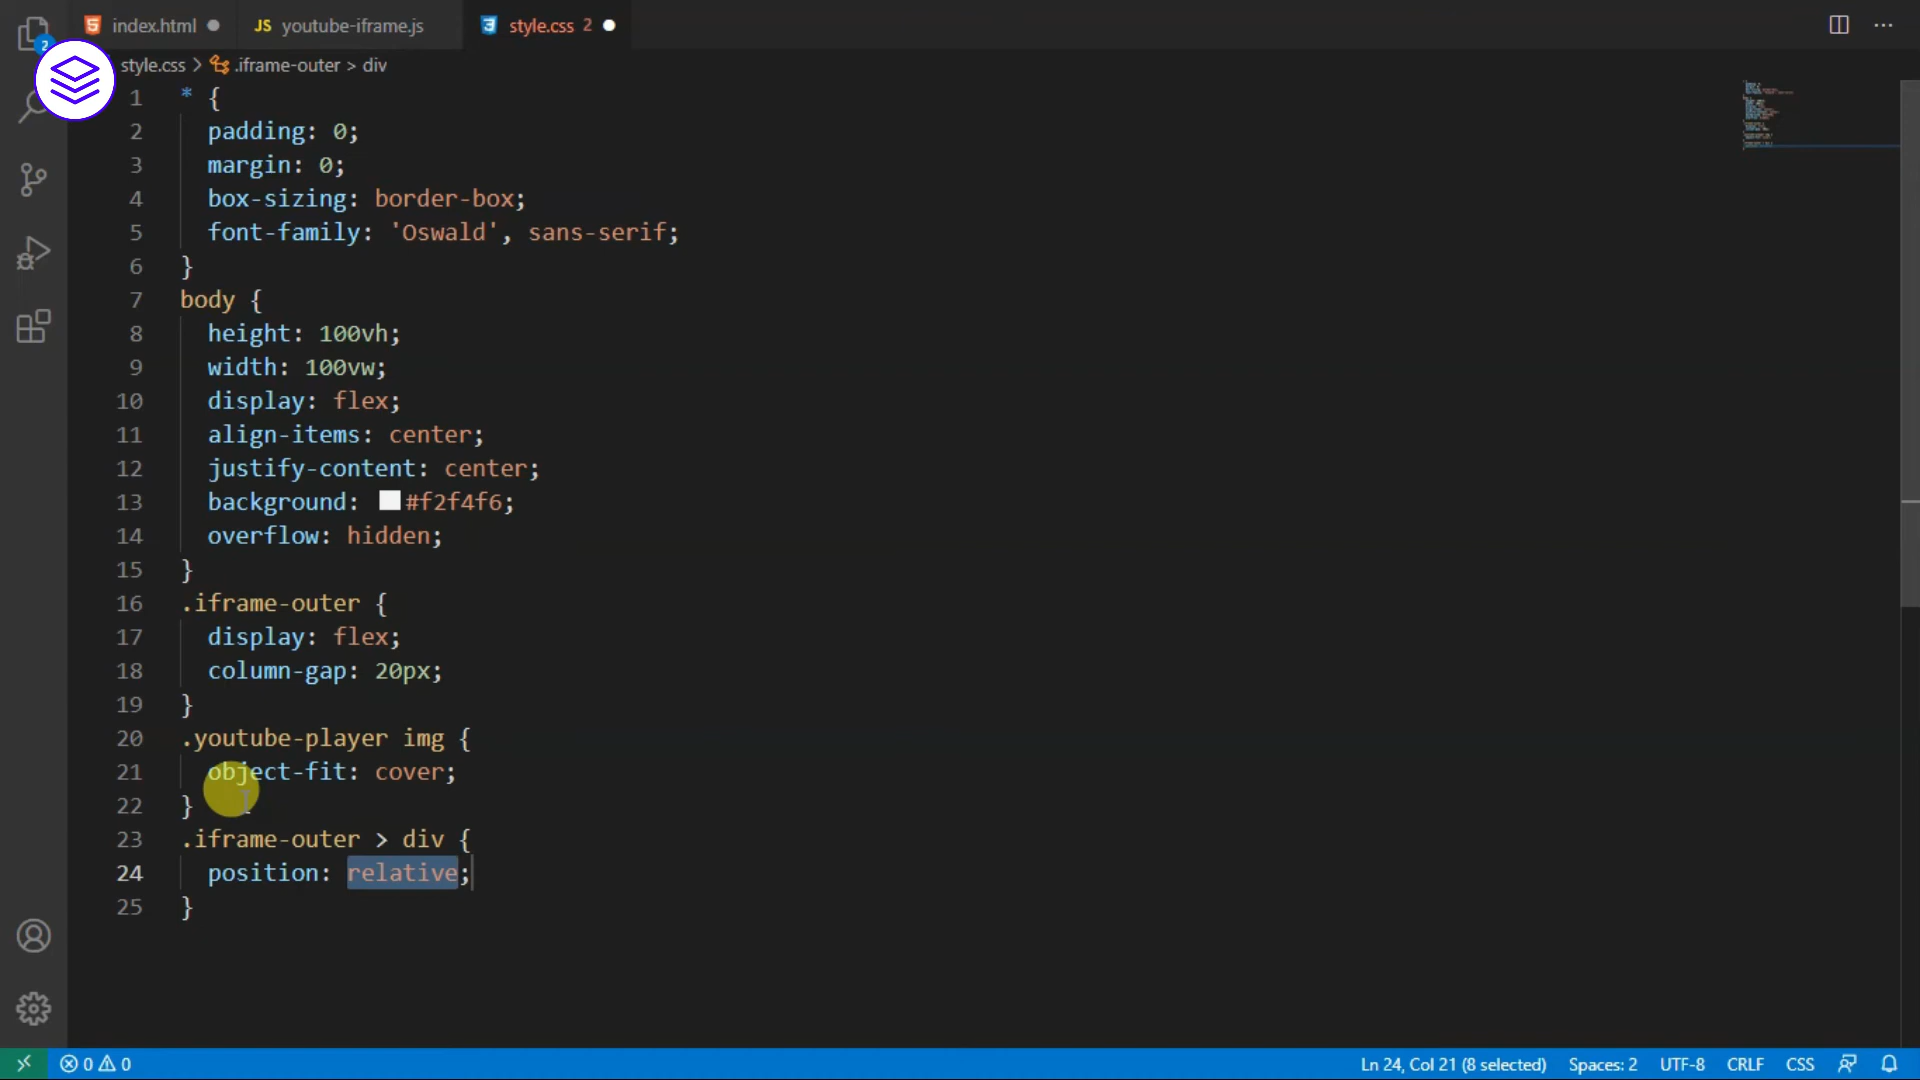 index.html
JS youtube-iframe.js
style.css 2
2
style.css > .iframe-outer > div
1 * {
2 padding: 0;
3 margin: 0;
4 box-sizing: border-box;
5 font-family: 'Oswald', sans-serif;
6 }
7 body {
8 height: 100vh;
9 width: 100vw;
10 display: flex;
11 align-items: center;
12 justify-content: center;
13 background: #f2f4f6;
14 overflow: hidden;
15 }
16 .iframe-outer {
17 display: flex;
18 column-gap: 20px;
19 }
20 .youtube-player img {
21 object-fit: cover;
22 }
23 .iframe-outer > div {
24 position: relative;
25 }
0 0
Ln 24, Col 21 (8 selected) Spaces: 2 UTF-8 CRLF CSS